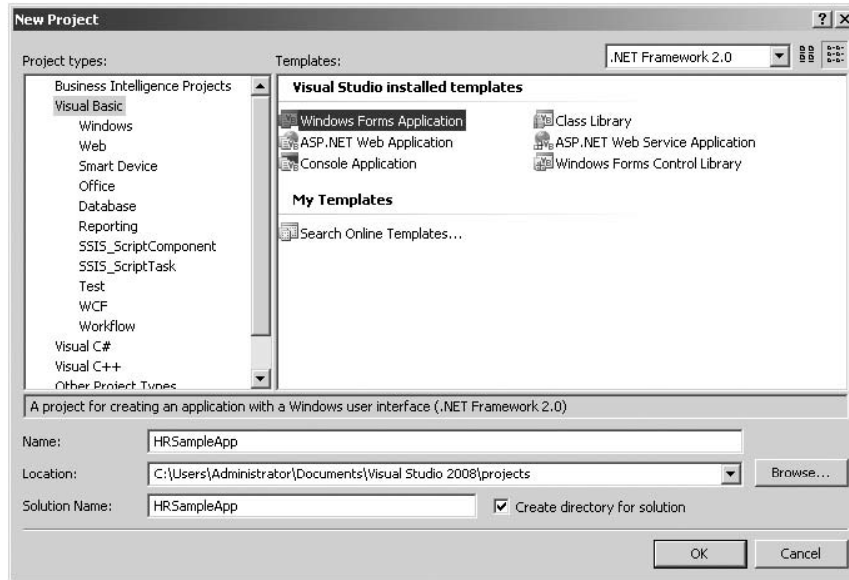 New Project
Project types:
Templates:
.NET Framework 2.0
Business Intelligence Projects
Visual Basic
Windows
Web
Smart Device
Office
Database
Reporting
SSIS_ScriptComponent
SSIS_ScriptTask
Test
WCF
Workflow
Visual C#
Visual C++
Other Project Types
Visual Studio installed templates
Windows Forms Application
Class Library
ASP.NET Web Application
ASP.NET Web Service Application
Console Application
Windows Forms Control Library
My Templates
Search Online Templates...
A project for creating an application with a Windows user interface (.NET Framework 2.0)
Name:
HRSampleApp
Location:
C:\Users\Administrator\Documents\Visual Studio 2008\projects
Browse...
Solution Name:
HRSampleApp
Create directory for solution
OK
Cancel